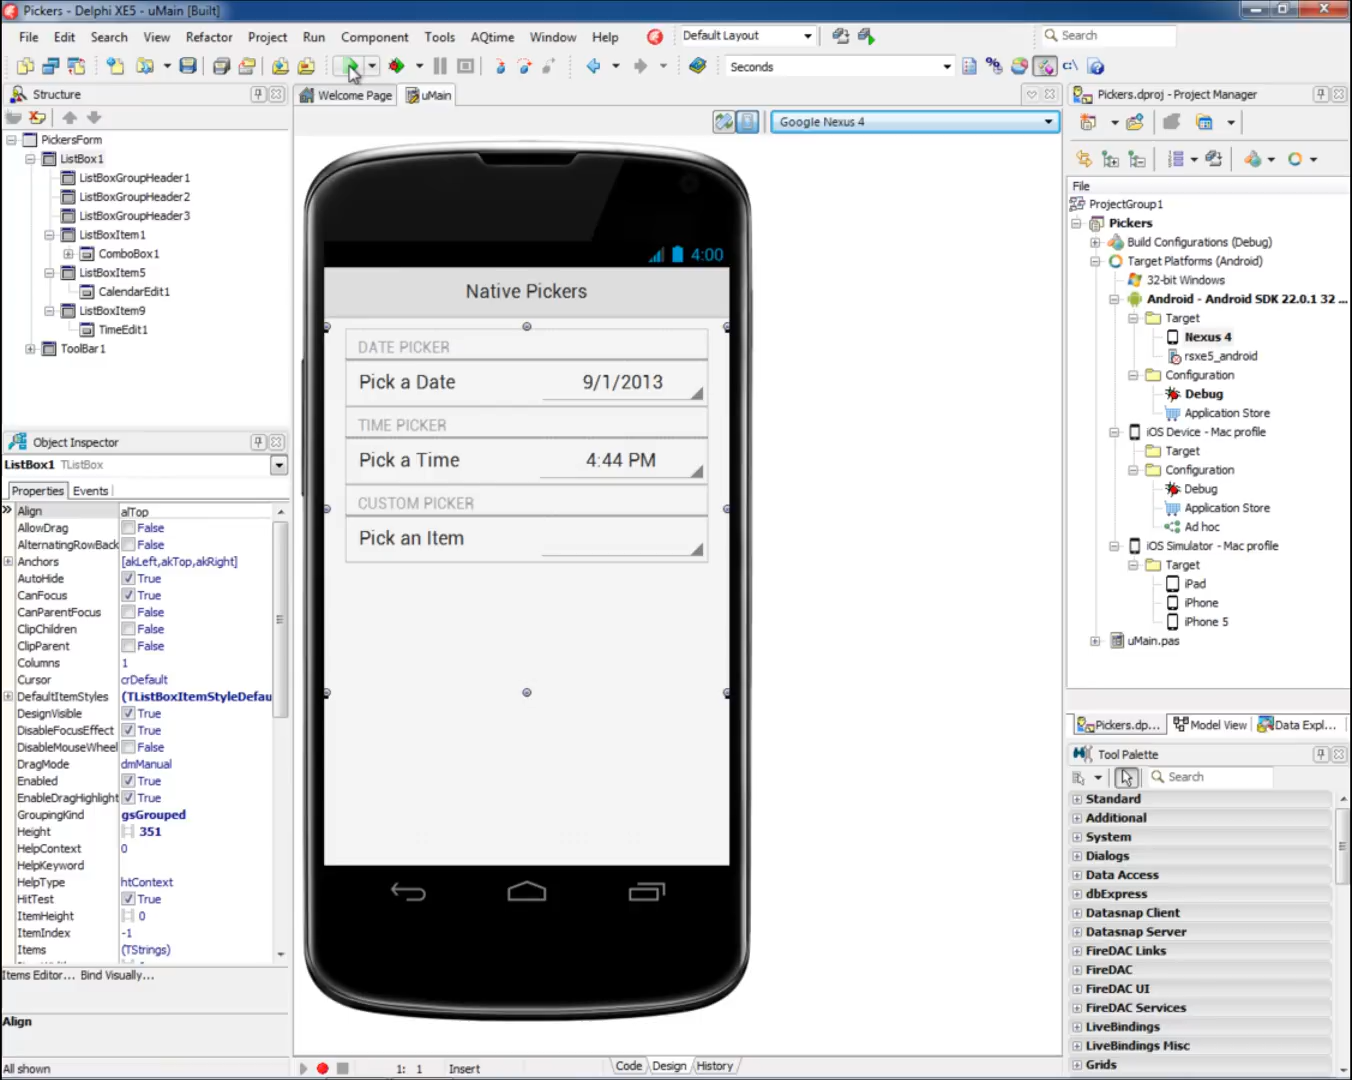 Pickers - Delphi XE5 - uMain [Built]
File Edit Search View Refactor Project Run Component Tools AQtime Window Help
Default Layout
Search
Seconds
c:\
Structure
PickersForm
ListBox1
ListBoxGroupHeader1
ListBoxGroupHeader2
ListBoxGroupHeader3
ListBoxItem1
ComboBox1
ListBoxItem5
CalendarEdit1
ListBoxItem9
TimeEdit1
ToolBar1
Object Inspector
ListBox1 TListBox
Properties Events
Align alTop
AllowDrag False
AlternatingRowBack False
Anchors [akLeft,akTop,akRight]
AutoHide True
CanFocus True
CanParentFocus False
ClipChildren False
ClipParent False
Columns 1
Cursor crDefault
DefaultItemStyles (TListBoxItemStyleDefau
DesignVisible True
DisableFocusEffect True
DisableMouseWheel False
DragMode dmManual
Enabled True
EnableDragHighlight True
GroupingKind gsGrouped
Height 351
HelpContext 0
HelpKeyword
HelpType htContext
HitTest True
ItemHeight 0
ItemIndex -1
Items (TStrings)
Items Editor... Bind Visually...
Align
All shown
Welcome Page uMain
Google Nexus 4
4:00
Native Pickers
DATE PICKER
Pick a Date 9/1/2013
TIME PICKER
Pick a Time 4:44 PM
CUSTOM PICKER
Pick an Item
1: 1 Insert Code Design History
Pickers.dproj - Project Manager
File
ProjectGroup1
Pickers
Build Configurations (Debug)
Target Platforms (Android)
32-bit Windows
Android - Android SDK 22.0.1 32 ...
Target
Nexus 4
rsxe5_android
Configuration
Debug
Application Store
iOS Device - Mac profile
Target
Configuration
Debug
Application Store
Ad hoc
iOS Simulator - Mac profile
Target
iPad
iPhone
iPhone 5
uMain.pas
Pickers.dp... Model View Data Expl...
Tool Palette
Search
Standard
Additional
System
Dialogs
Data Access
dbExpress
Datasnap Client
Datasnap Server
FireDAC Links
FireDAC
FireDAC UI
FireDAC Services
LiveBindings
LiveBindings Misc
Grids